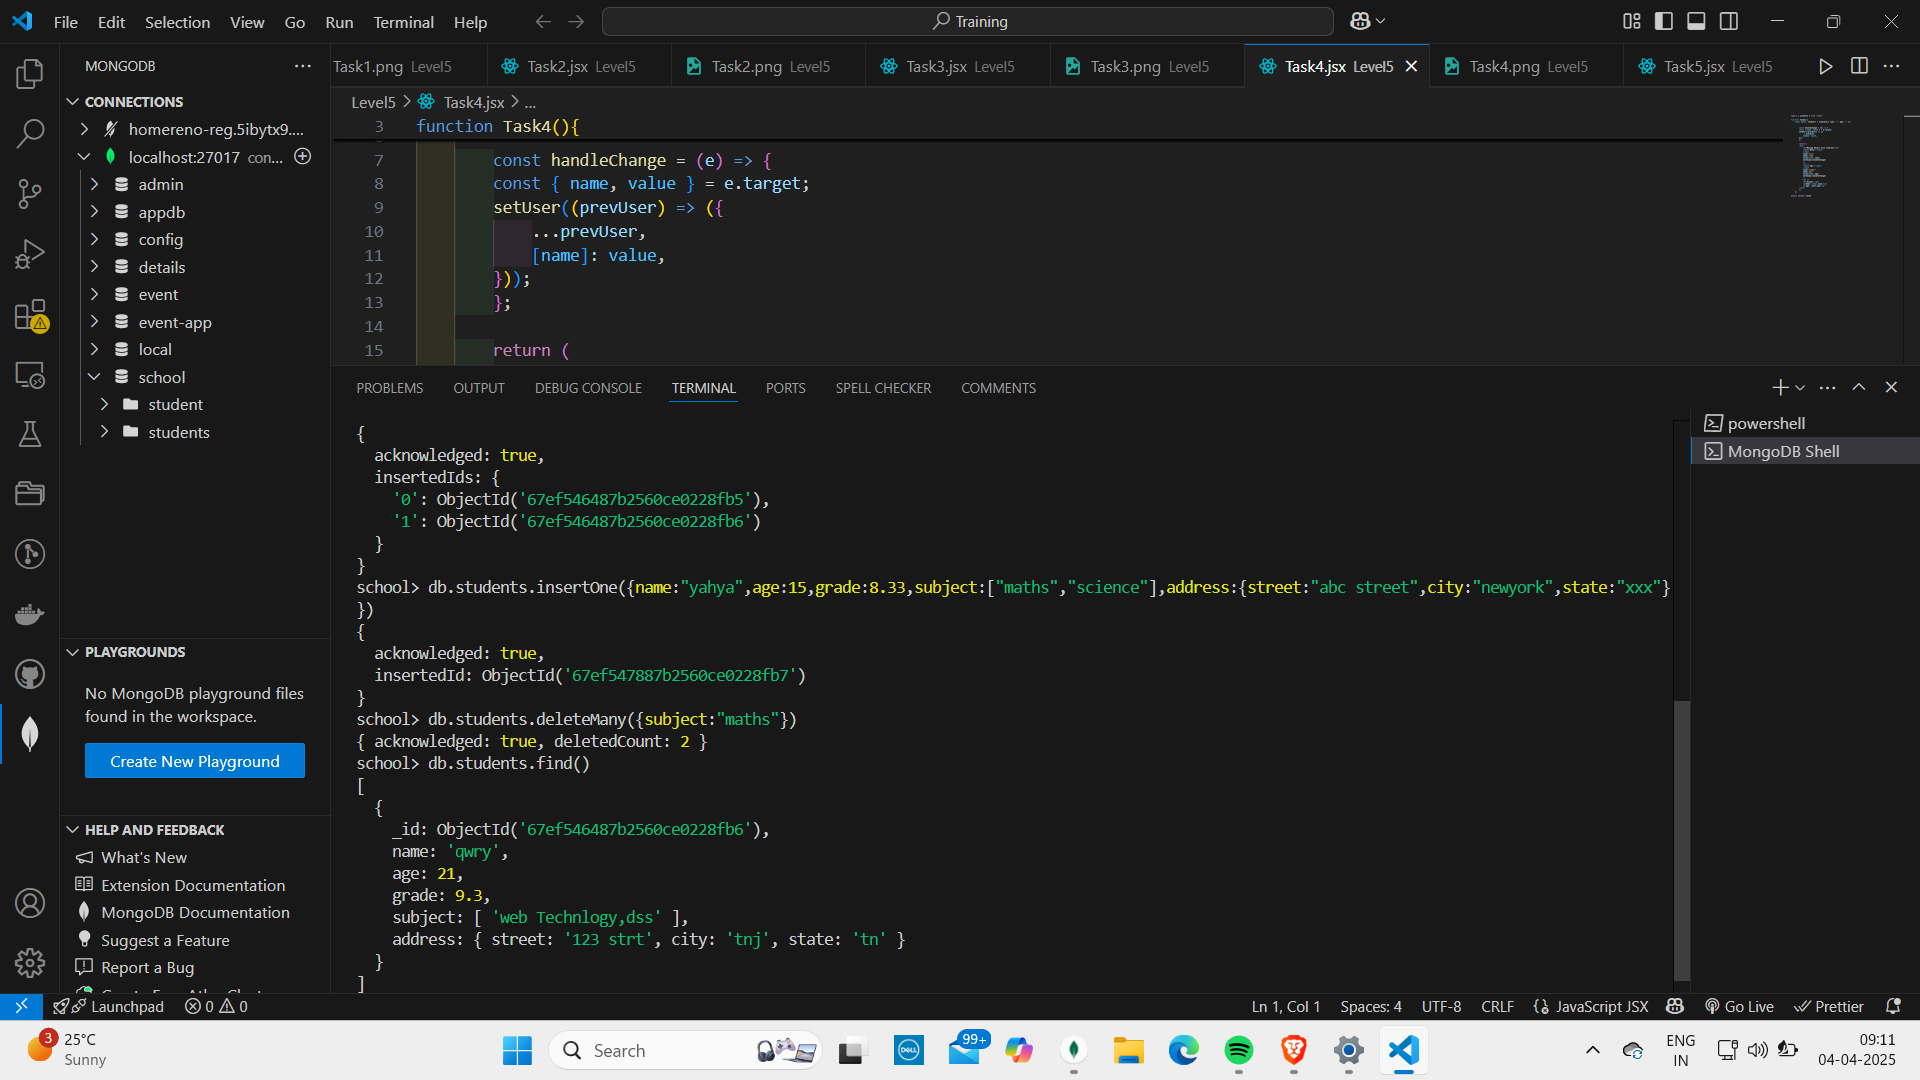 File Edit Selection View Go Run Terminal Help
Training
MONGODB
Task1.png Level5
Task2.jsx Level5
Task2.png Level5
Task3.jsx Level5
Task3.png Level5
Task4.jsx Level5
Task4.png Level5
Task5.jsx Level5
CONNECTIONS
homereno-reg.5ibytx9....
localhost:27017 con...
admin
appdb
config
details
event
event-app
local
school
student
students
PLAYGROUNDS
No MongoDB playground files
found in the workspace.
Create New Playground
HELP AND FEEDBACK
What's New
Extension Documentation
MongoDB Documentation
Suggest a Feature
Report a Bug
Level5 > Task4.jsx > ...
3 function Task4(){
7 const handleChange = (e) => {
8 const { name, value } = e.target;
9 setUser((prevUser) => ({
10 ...prevUser,
11 [name]: value,
12 }));
13 };
14
15 return (
PROBLEMS OUTPUT DEBUG CONSOLE TERMINAL PORTS SPELL CHECKER COMMENTS
powershell
MongoDB Shell
{
acknowledged: true,
insertedIds: {
'0': ObjectId('67ef546487b2560ce0228fb5'),
'1': ObjectId('67ef546487b2560ce0228fb6')
}
}
school> db.students.insertOne({name:"yahya",age:15,grade:8.33,subject:["maths","science"],address:{street:"abc street",city:"newyork",state:"xxx"}
})
{
acknowledged: true,
insertedId: ObjectId('67ef547887b2560ce0228fb7')
}
school> db.students.deleteMany({subject:"maths"})
{ acknowledged: true, deletedCount: 2 }
school> db.students.find()
[
{
_id: ObjectId('67ef546487b2560ce0228fb6'),
name: 'qwry',
age: 21,
grade: 9.3,
subject: [ 'web Technlogy,dss' ],
address: { street: '123 strt', city: 'tnj', state: 'tn' }
}
]
Launchpad 0 0
Ln 1, Col 1 Spaces: 4 UTF-8 CRLF {} JavaScript JSX Go Live Prettier
3
25°C
Sunny
Search
DELL
99+
ENG
IN
09:11
04-04-2025